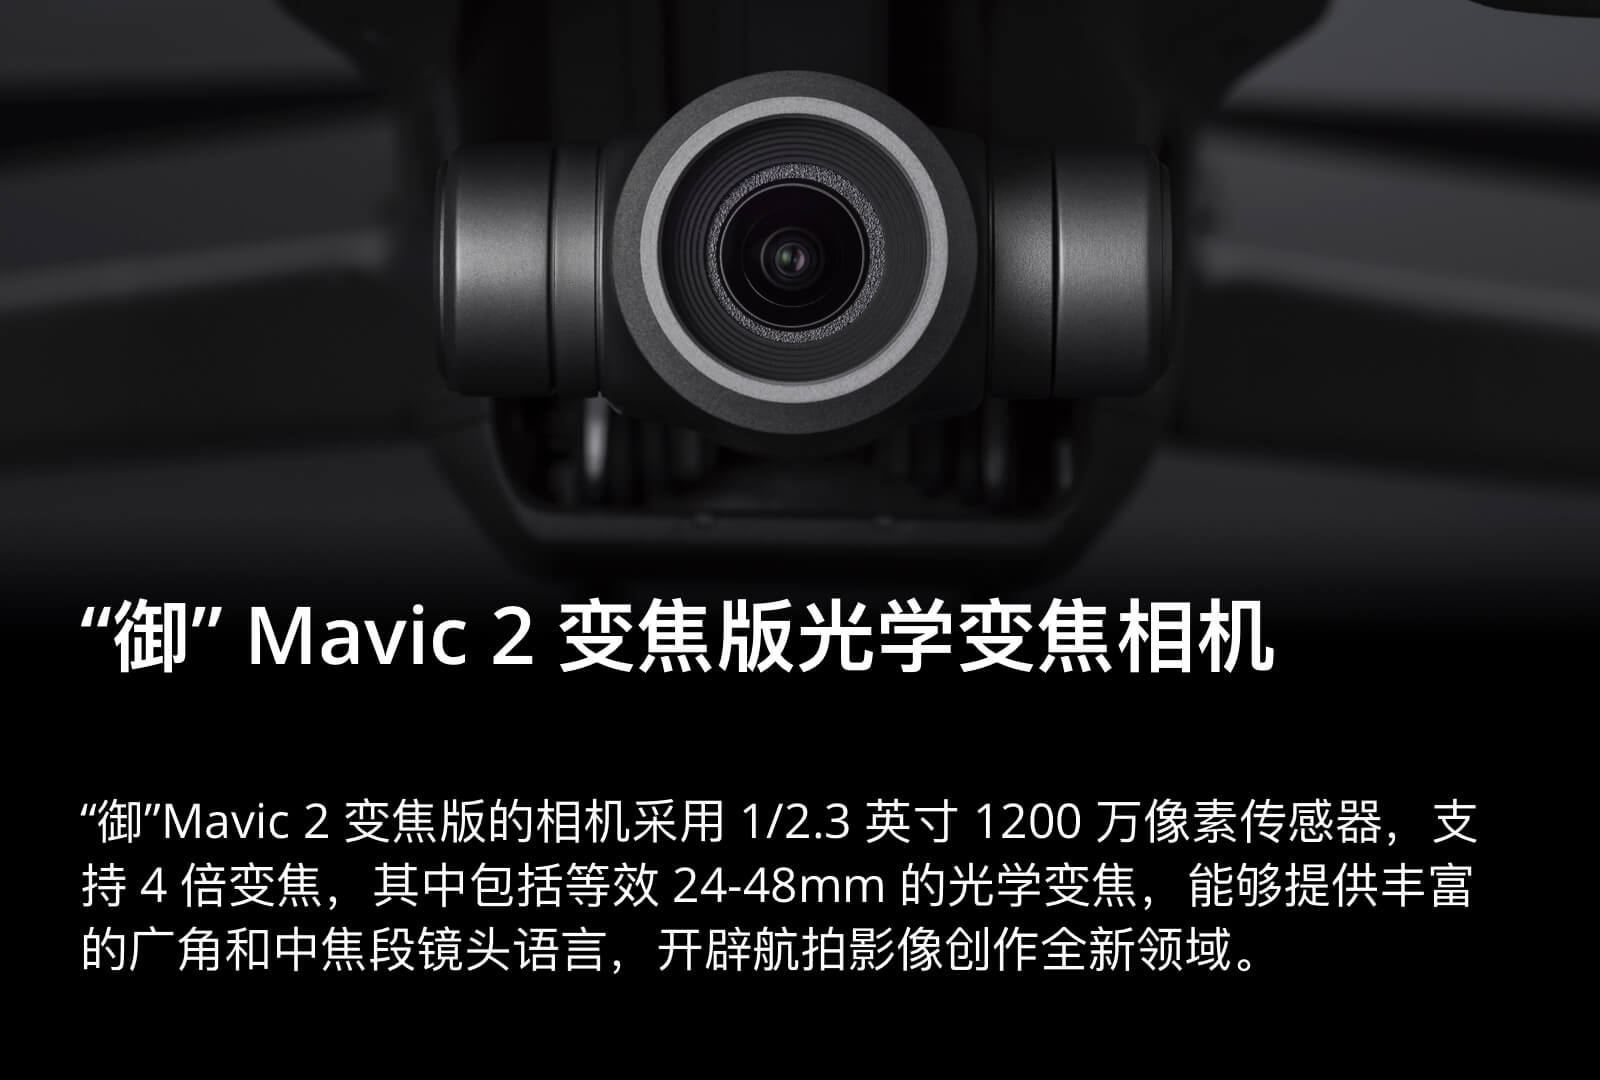 “御” Mavic 2 变焦版光学变焦相机
“御”Mavic 2 变焦版的相机采用 1/2.3 英寸 1200 万像素传感器，支
持 4 倍变焦，其中包括等效 24-48mm 的光学变焦，能够提供丰富
的广角和中焦段镜头语言，开辟航拍影像创作全新领域。